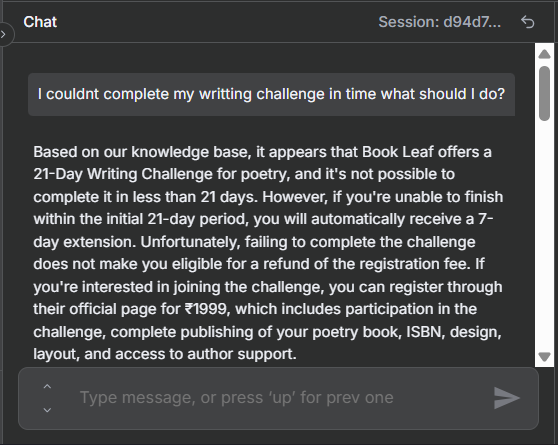 Chat
Session: d94d7...
I couldnt complete my writting challenge in time what should I do?
Based on our knowledge base, it appears that Book Leaf offers a
21-Day Writing Challenge for poetry, and it's not possible to
complete it in less than 21 days. However, if you're unable to finish
within the initial 21-day period, you will automatically receive a 7-
day extension. Unfortunately, failing to complete the challenge
does not make you eligible for a refund of the registration fee. If
you're interested in joining the challenge, you can register through
their official page for ₹1999, which includes participation in the
challenge, complete publishing of your poetry book, ISBN, design,
layout, and access to author support.
Type message, or press ‘up’ for prev one